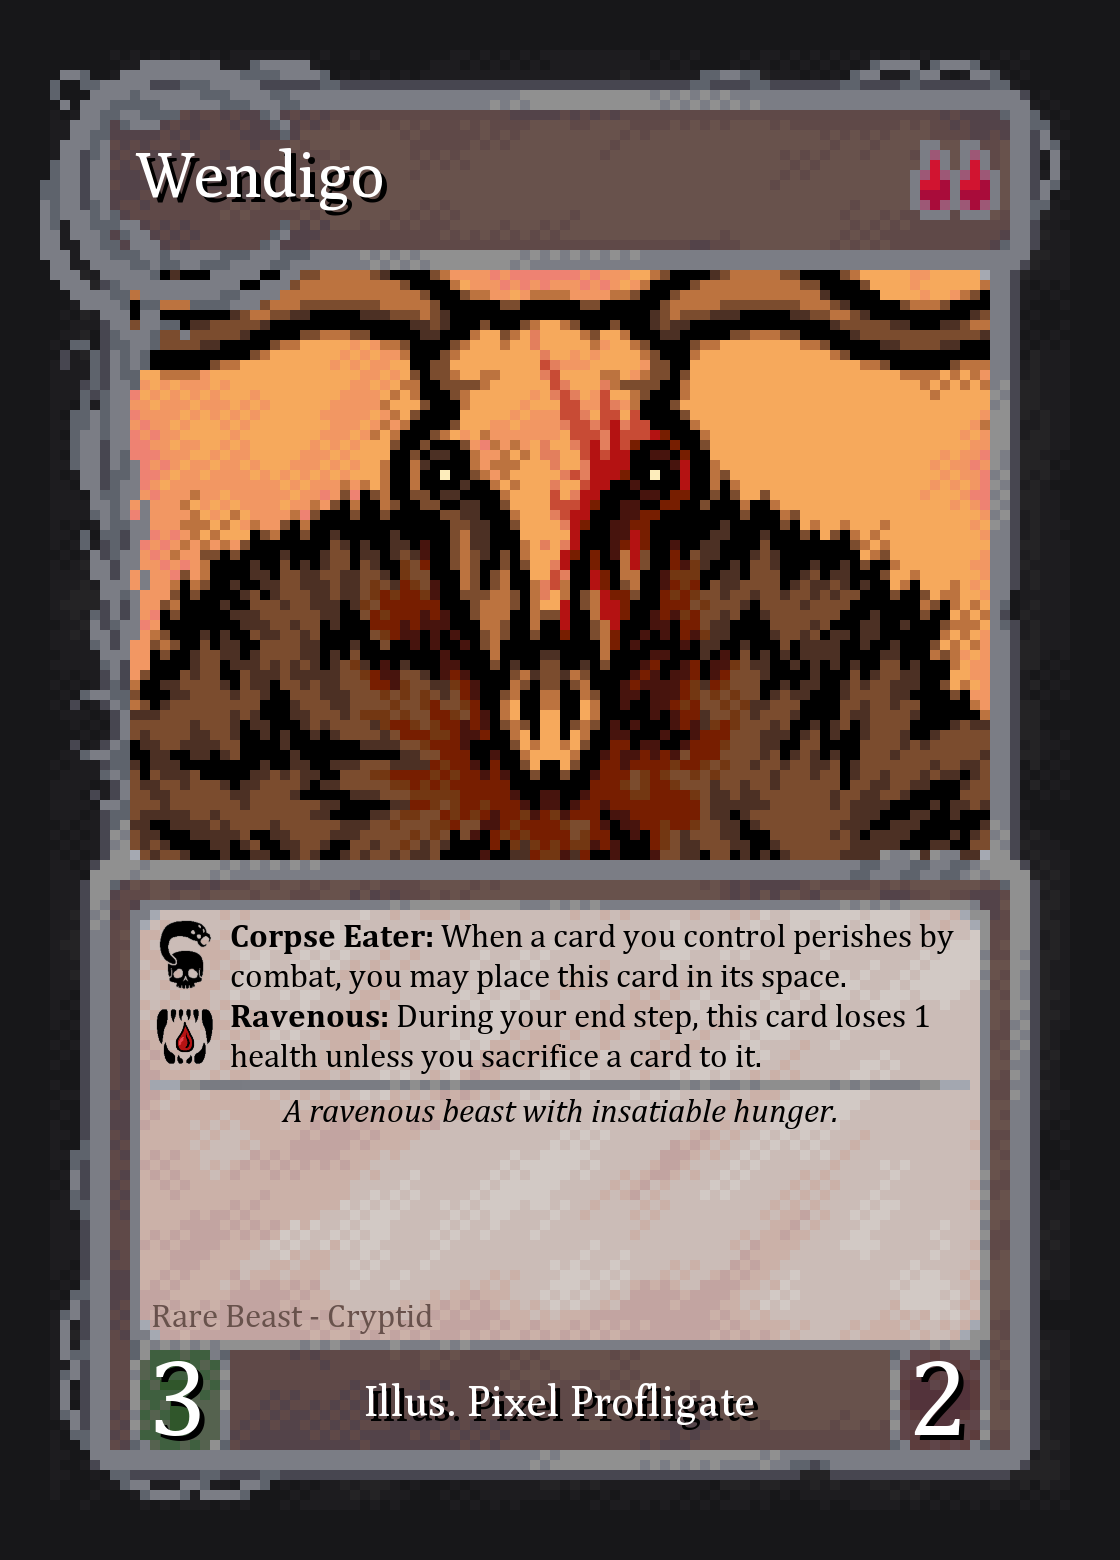 Wendigo
Corpse Eater: When a card you control perishes by
combat, you may place this card in its space.
Ravenous: During your end step, this card loses 1
health unless you sacrifice a card to it.
A ravenous beast with insatiable hunger.
Rare Beast - Cryptid
3
Illus. Pixel Profligate
2